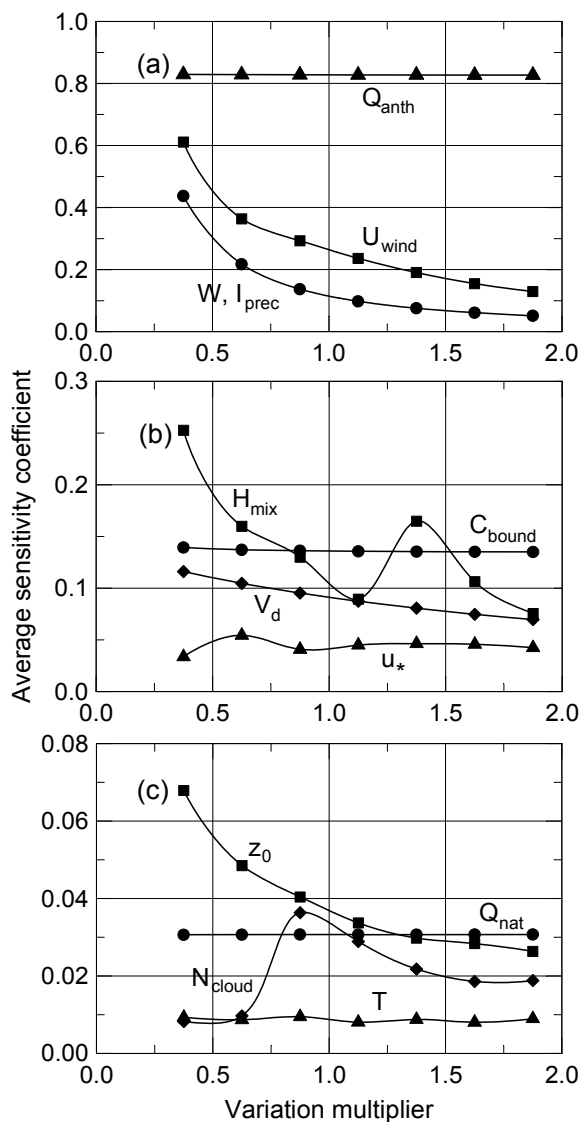 Average sensitivity coefficient
1.0
(a)
0.8
Q_anth
0.6
0.4
U_wind
0.2
W, I_prec
0.0
0.0 0.5 1.0 1.5 2.0
0.3
(b)
H_mix
0.2
C_bound
0.1
V_d
u_*
0.0
0.0 0.5 1.0 1.5 2.0
0.08
(c)
0.06
z_0
0.04
Q_nat
0.02
N_cloud
T
0.00
0.0 0.5 1.0 1.5 2.0
Variation multiplier